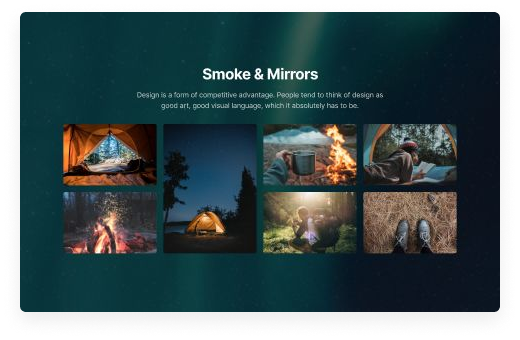 Smoke & Mirrors
Design is a form of competitive advantage. People tend to think of design as
good art, good visual language, which it absolutely has to be.